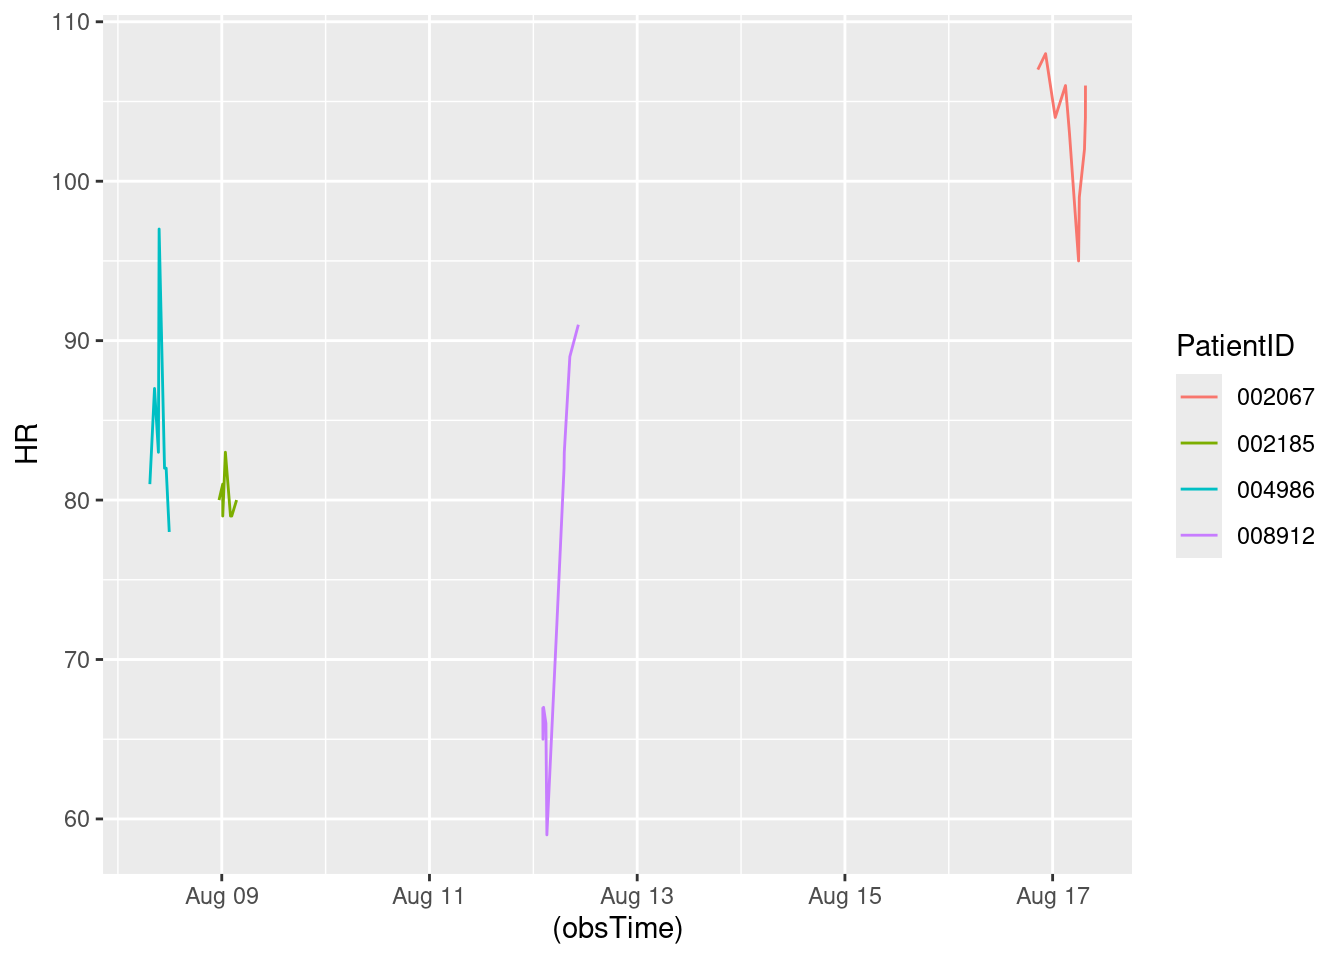 110
100
90
80
70
60
HR
Aug 09
Aug 11
Aug 13
Aug 15
Aug 17
(obsTime)
PatientID
002067
002185
004986
008912